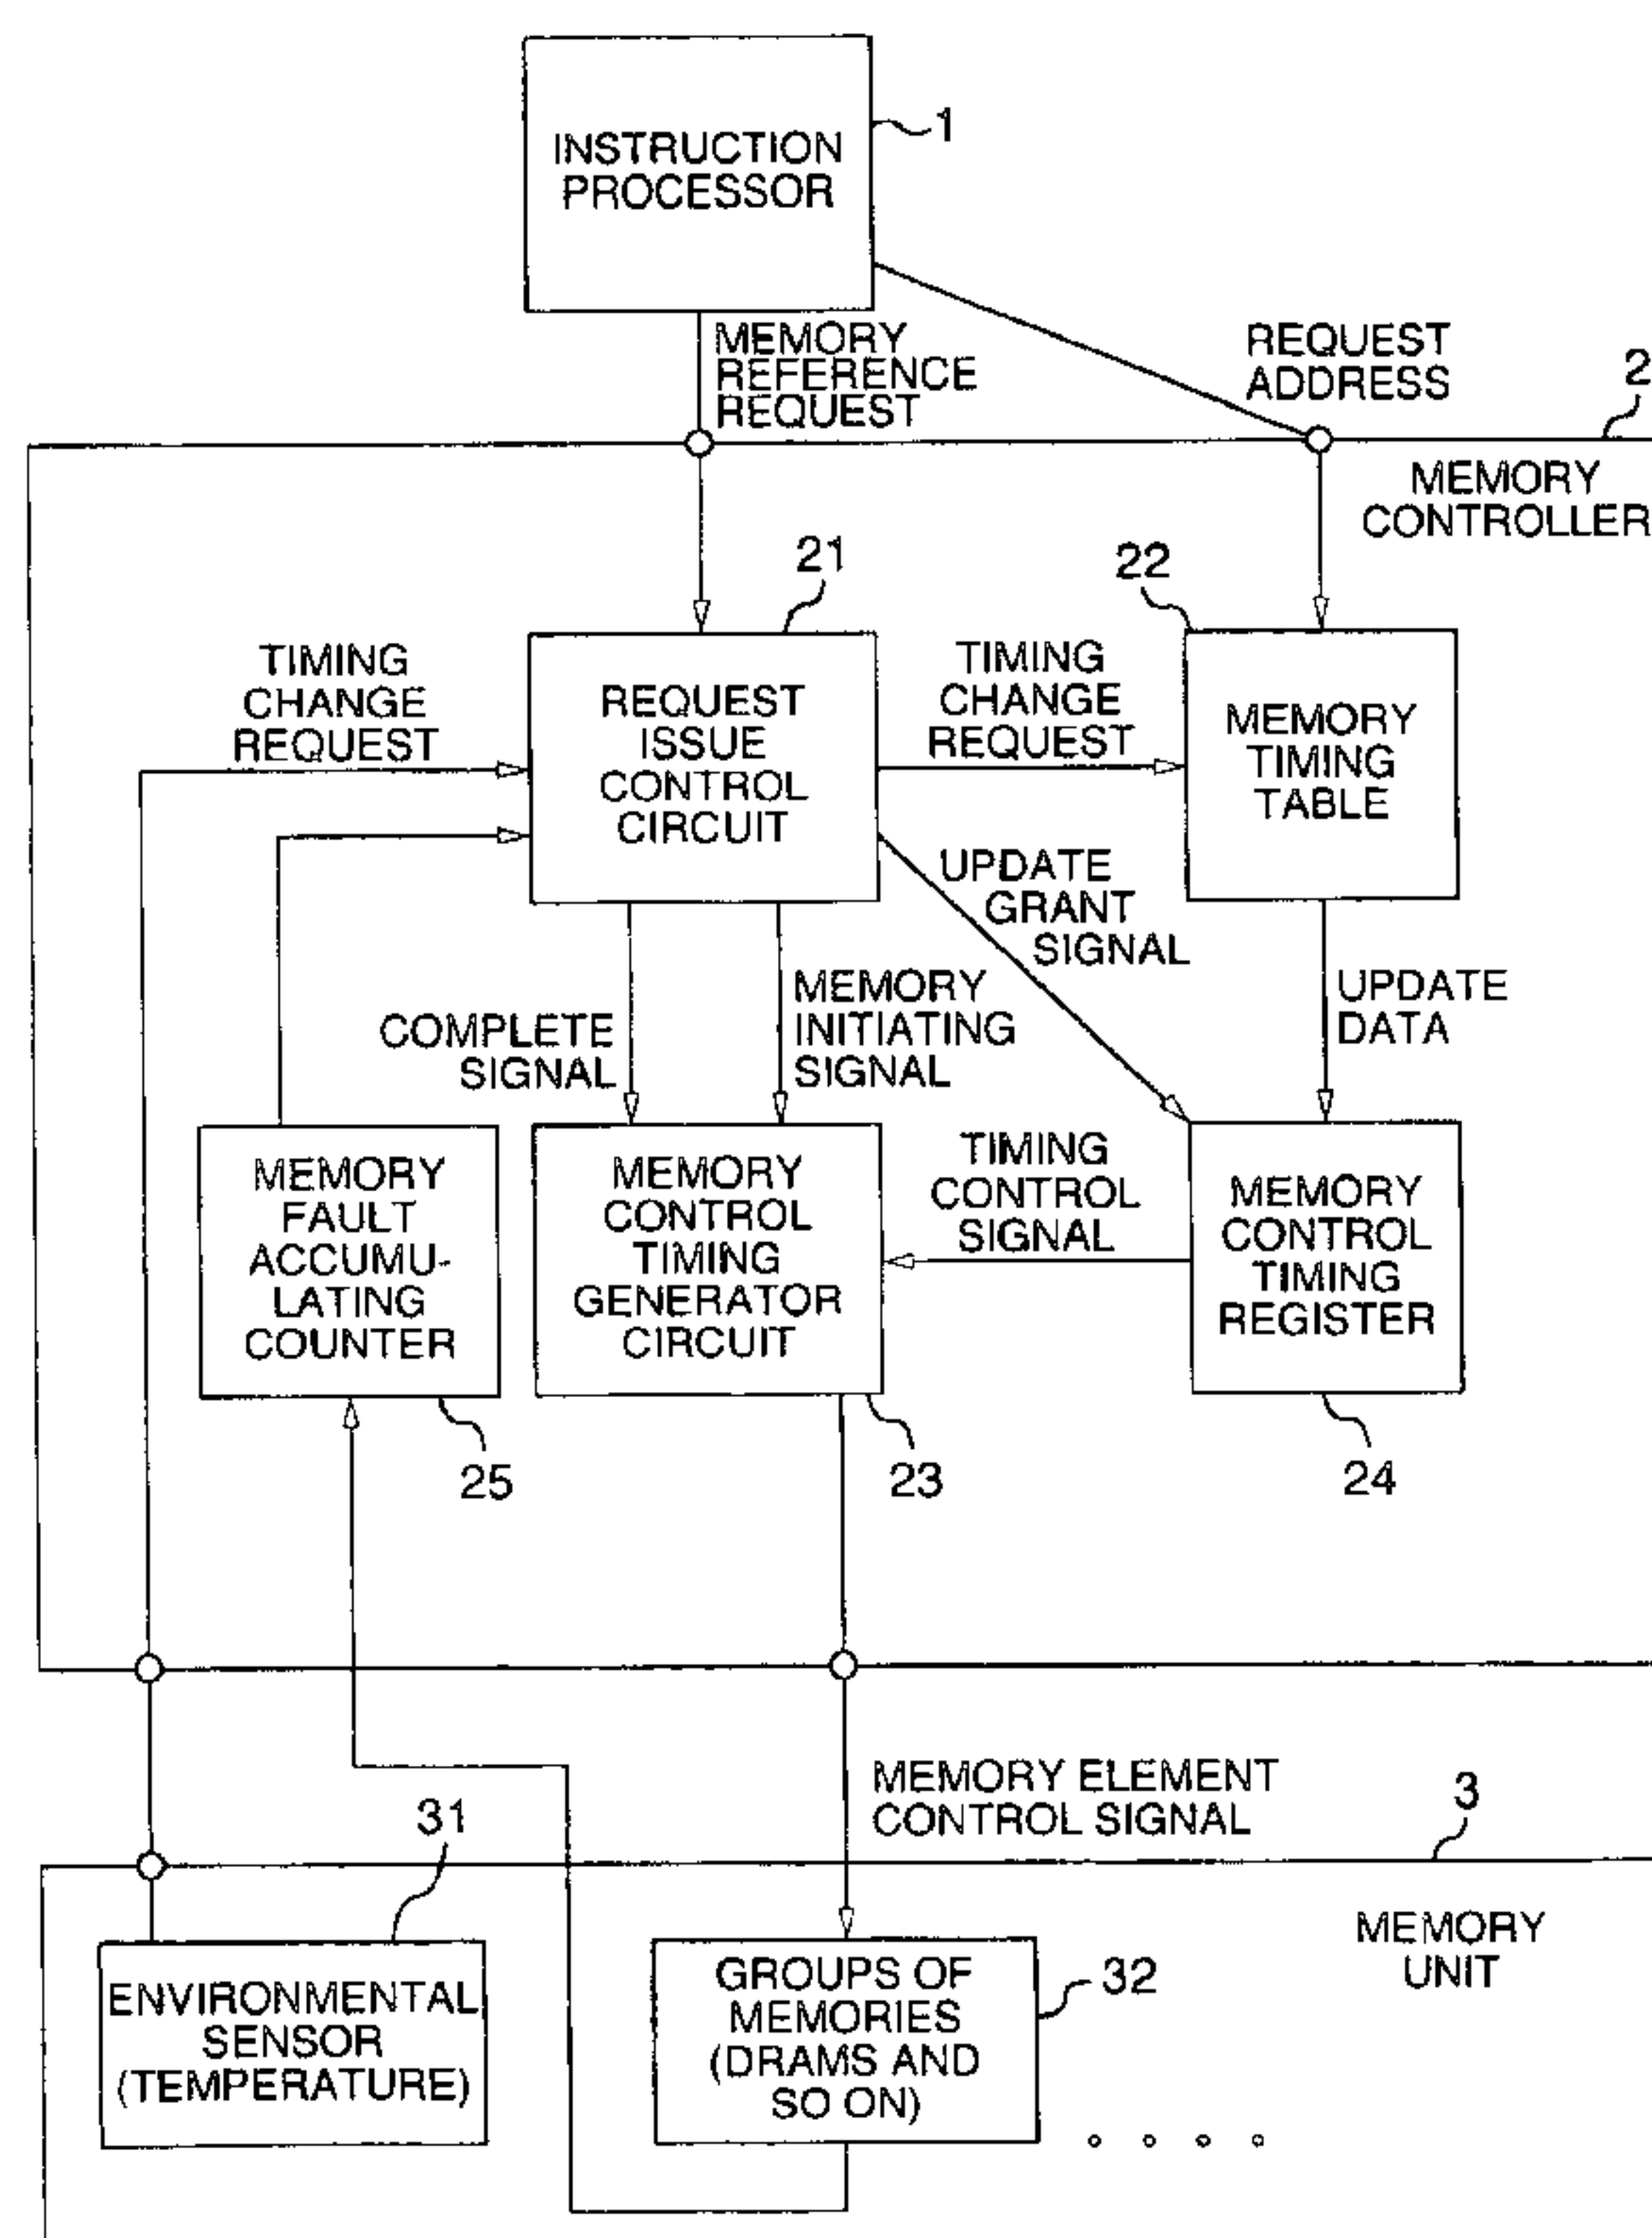 INSTRUCTION
PROCESSOR
1
MEMORY
REFERENCE
REQUEST
REQUEST
ADDRESS
2
MEMORY
CONTROLLER
21
22
TIMING
CHANGE
REQUEST
REQUEST
ISSUE
CONTROL
CIRCUIT
TIMING
CHANGE
REQUEST
MEMORY
TIMING
TABLE
UPDATE
GRANT
SIGNAL
COMPLETE
SIGNAL
MEMORY
INITIATING
SIGNAL
UPDATE
DATA
MEMORY
FAULT
ACCUMU-
LATING
COUNTER
MEMORY
CONTROL
TIMING
GENERATOR
CIRCUIT
TIMING
CONTROL
SIGNAL
MEMORY
CONTROL
TIMING
REGISTER
25
23
24
MEMORY ELEMENT
CONTROL SIGNAL
3
31
MEMORY
UNIT
ENVIRONMENTAL
SENSOR
(TEMPERATURE)
GROUPS OF
MEMORIES
(DRAMS AND
SO ON)
32